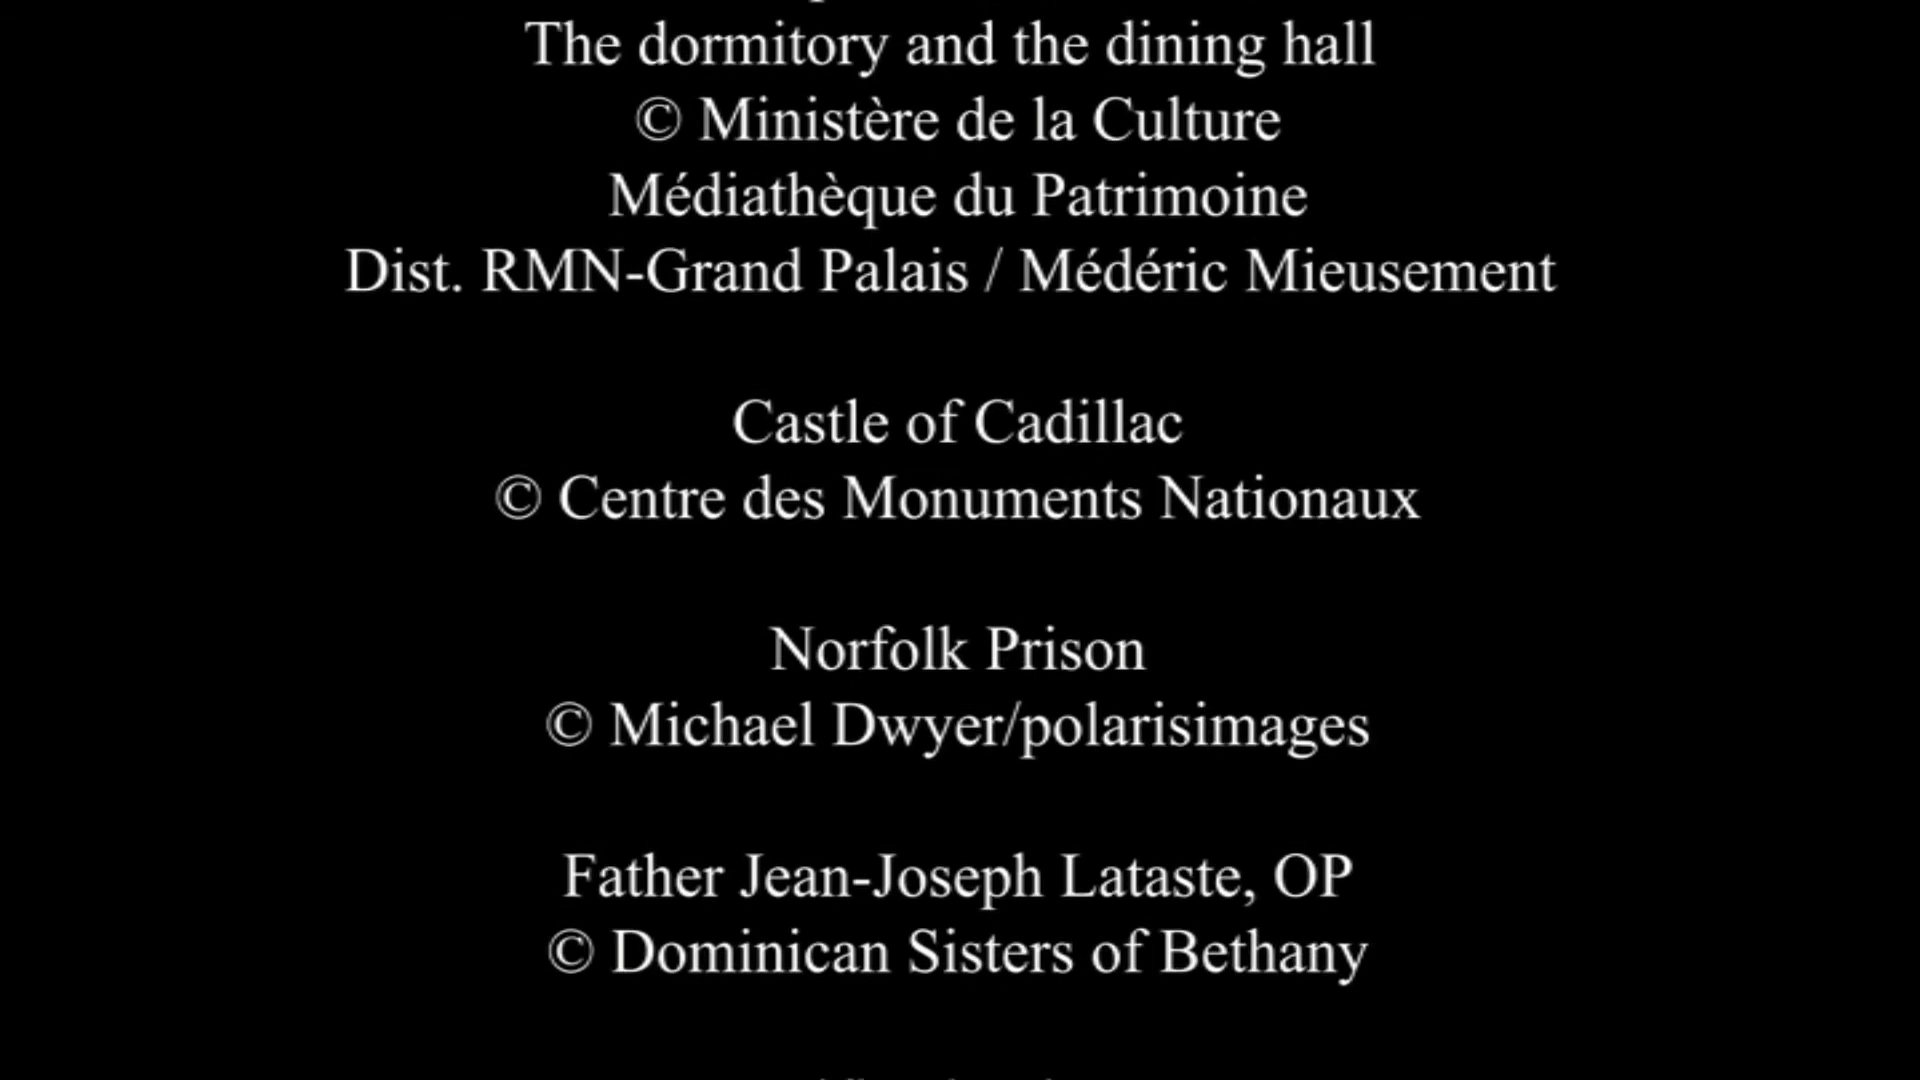 The dormitory and the dining hall
© Ministère de la Culture
Médiathèque du Patrimoine
Dist. RMN-Grand Palais / Médéric Mieusement
Castle of Cadillac
© Centre des Monuments Nationaux
Norfolk Prison
© Michael Dwyer/polarisimages
Father Jean-Joseph Lataste, OP
© Dominican Sisters of Bethany